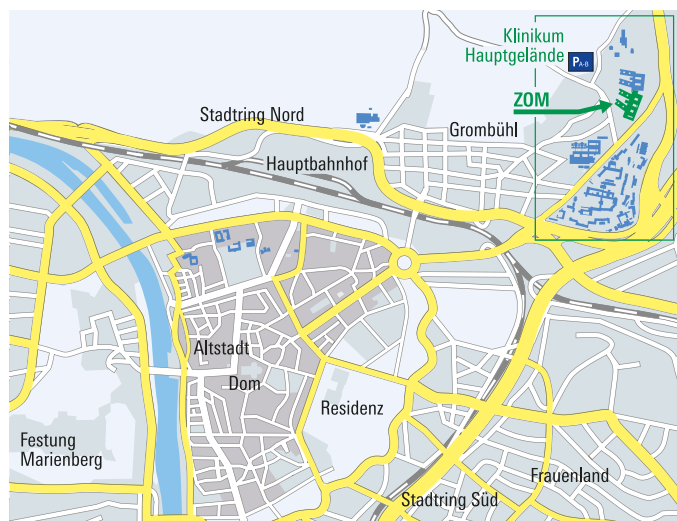 Klinikum
Hauptgelände
PA-B
ZOM
Stadtring Nord
Grombühl
Hauptbahnhof
Altstadt
Dom
Residenz
Festung
Marienberg
Frauenland
Stadtring Süd